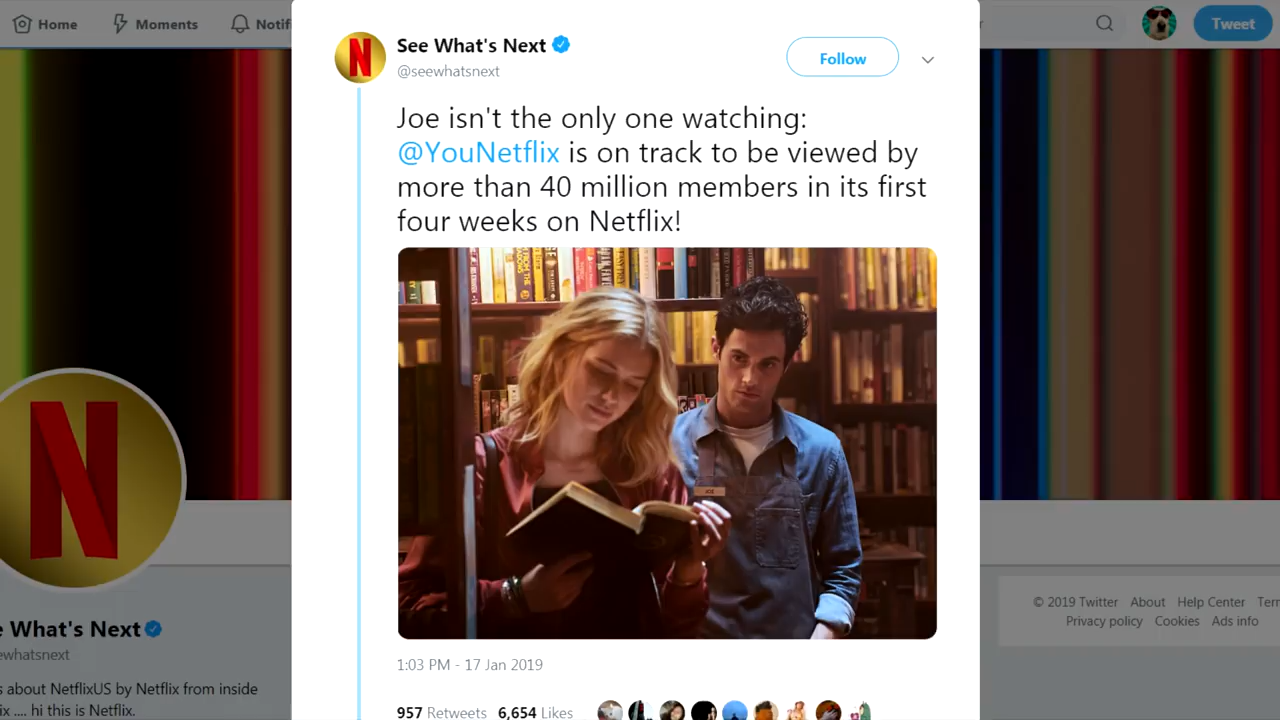 Home Moments
See What's Next
Follow
Tweet
@seewhatsnext
Joe isn't the only one watching:
@YouNetflix is on track to be viewed by
more than 40 million members in its first
four weeks on Netflix!
N
JOE
N
© 2019 Twitter About Help Center
Privacy policy Cookies Ads info
What's Next
about NetflixUS by Netflix from inside
.... hi this is Netflix.
1:03 PM - 17 Jan 2019
957 Retweets 6,654 Likes